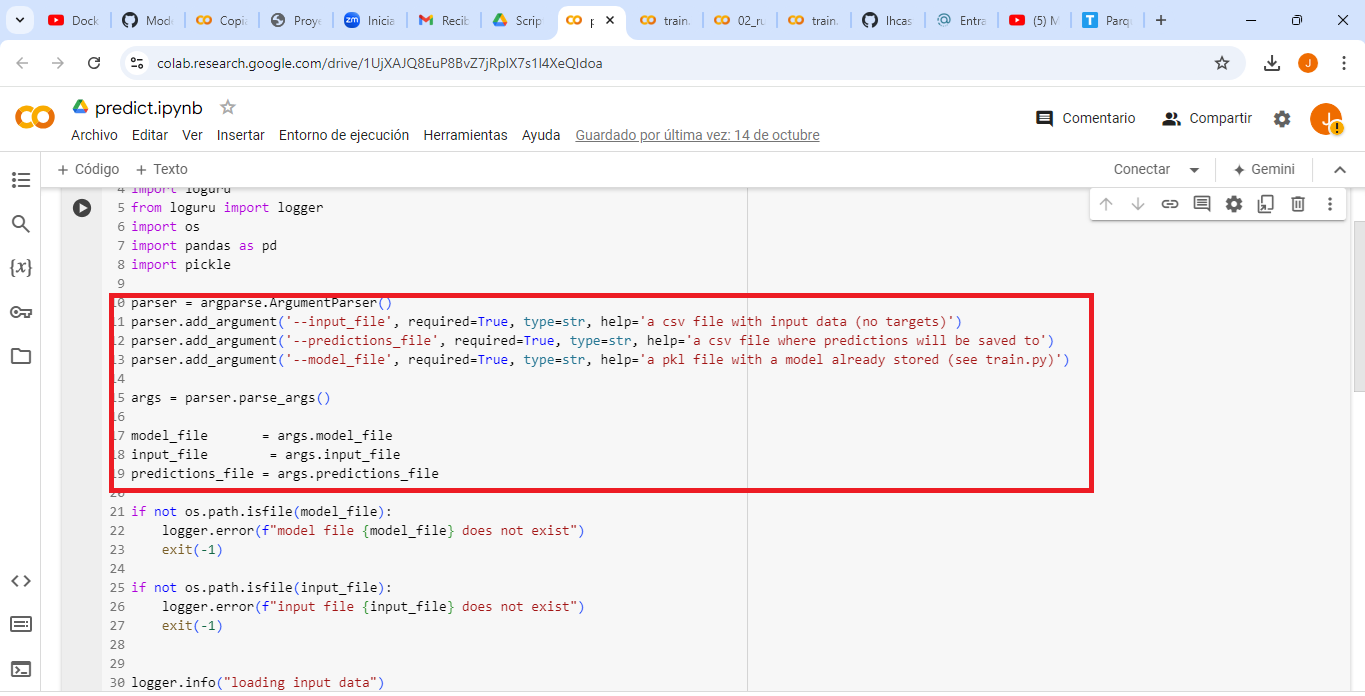 Dock
Mode
Copia
Proye
zm Inicia
Recib
Scrip
p
train.
02_ru
train.
lhcas
Entra
(5) M
T Parq
colab.research.google.com/drive/1UjXAJQ8EuP8BvZ7jRplX7s1I4XeQIdoa
J
predict.ipynb
Archivo Editar Ver Insertar Entorno de ejecución Herramientas Ayuda Guardado por última vez: 14 de octubre
Comentario Compartir J
+ Código + Texto
Conectar Gemini
4 import loguru
5 from loguru import logger
6 import os
7 import pandas as pd
8 import pickle
9
10 parser = argparse.ArgumentParser()
11 parser.add_argument('--input_file', required=True, type=str, help='a csv file with input data (no targets)')
12 parser.add_argument('--predictions_file', required=True, type=str, help='a csv file where predictions will be saved to')
13 parser.add_argument('--model_file', required=True, type=str, help='a pkl file with a model already stored (see train.py)')
14
15 args = parser.parse_args()
16
17 model_file       = args.model_file
18 input_file        = args.input_file
19 predictions_file = args.predictions_file
20
21 if not os.path.isfile(model_file):
22     logger.error(f"model file {model_file} does not exist")
23     exit(-1)
24
25 if not os.path.isfile(input_file):
26     logger.error(f"input file {input_file} does not exist")
27     exit(-1)
28
29
30 logger.info("loading input data")